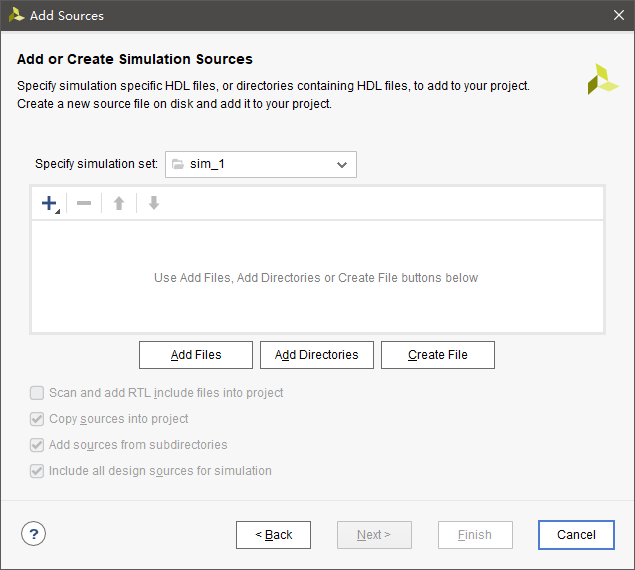 Add Sources
Add or Create Simulation Sources
Specify simulation specific HDL files, or directories containing HDL files, to add to your project.
Create a new source file on disk and add it to your project.
Specify simulation set: sim_1
Use Add Files, Add Directories or Create File buttons below
Add Files Add Directories Create File
Scan and add RTL include files into project
Copy sources into project
Add sources from subdirectories
Include all design sources for simulation
? < Back Next > Finish Cancel